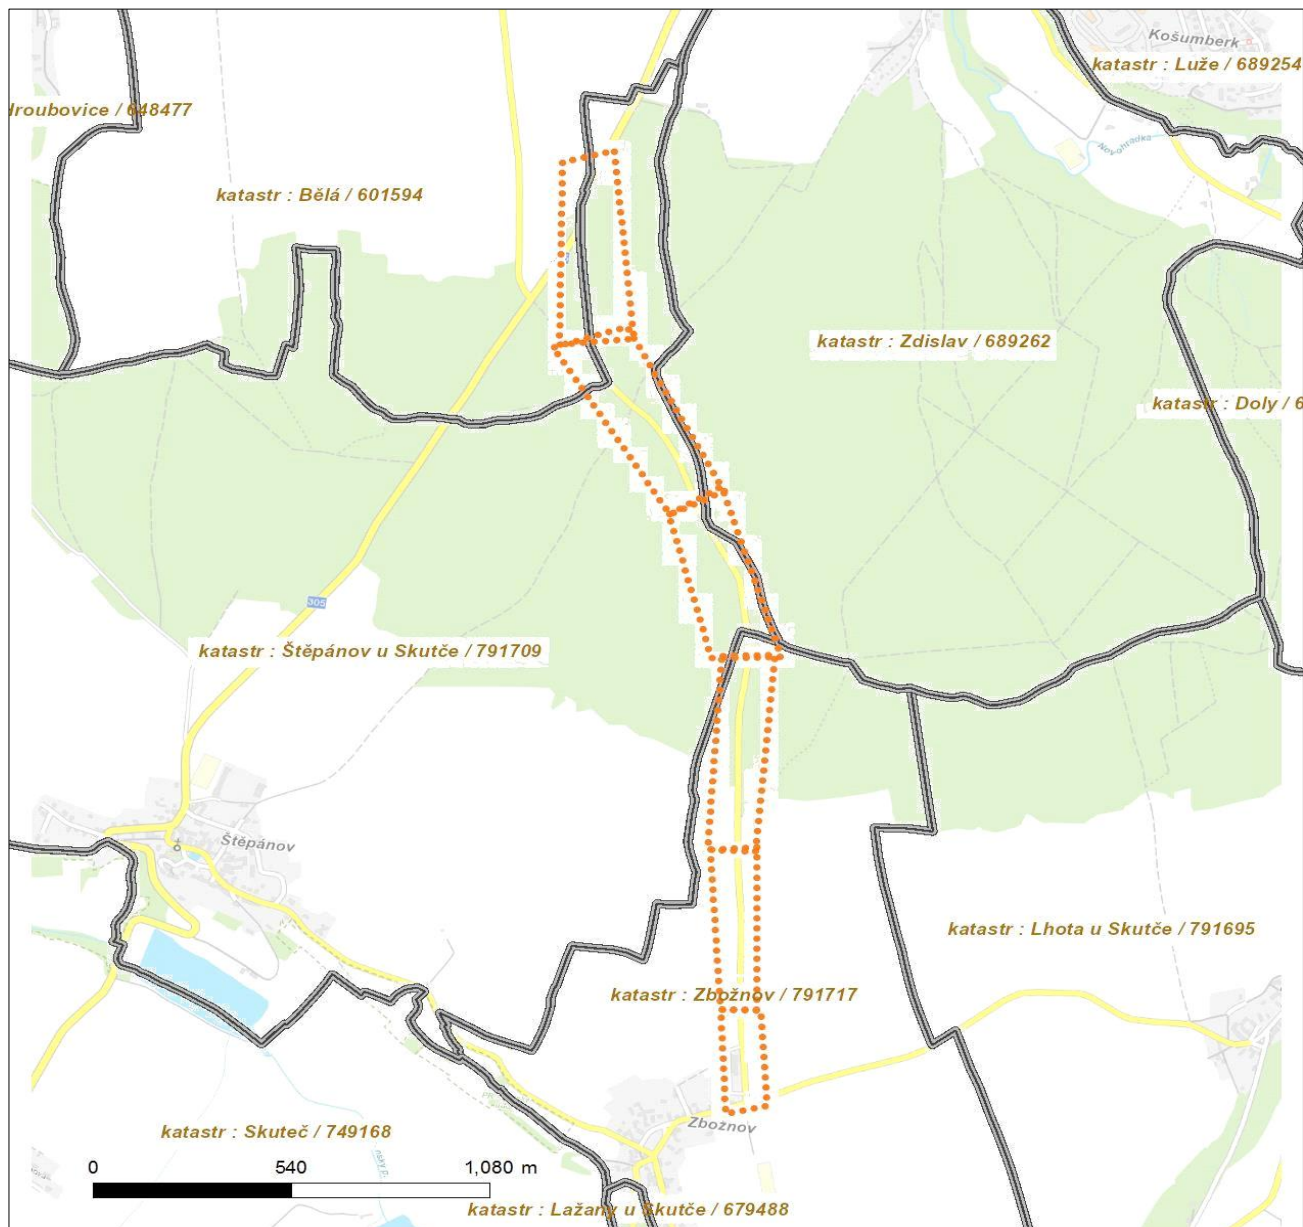 Košumberk
katastr : Luže / 689254
Hroubovice / 648477
Novohradka
katastr : Bělá / 601594
katastr : Zdislav / 689262
katastr : Doly / 6
305
katastr : Štěpánov u Skutče / 791709
Štěpánov
katastr : Lhota u Skutče / 791695
katastr : Zbožnov / 791717
Zbožnov
katastr : Skuteč / 749168
0 540 1,080 m
katastr : Lažany u Skutče / 679488